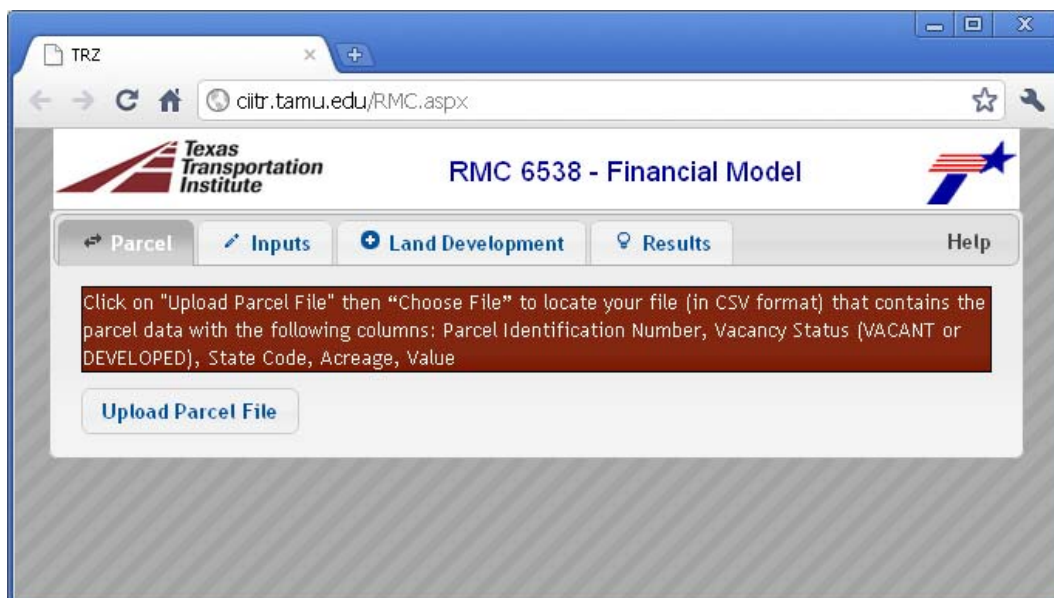 TRZ
ciitr.tamu.edu/RMC.aspx
Texas
Transportation
Institute
RMC 6538 - Financial Model
Parcel
Inputs
Land Development
Results
Help
Click on "Upload Parcel File" then “Choose File” to locate your file (in CSV format) that contains the
parcel data with the following columns: Parcel Identification Number, Vacancy Status (VACANT or
DEVELOPED), State Code, Acreage, Value
Upload Parcel File